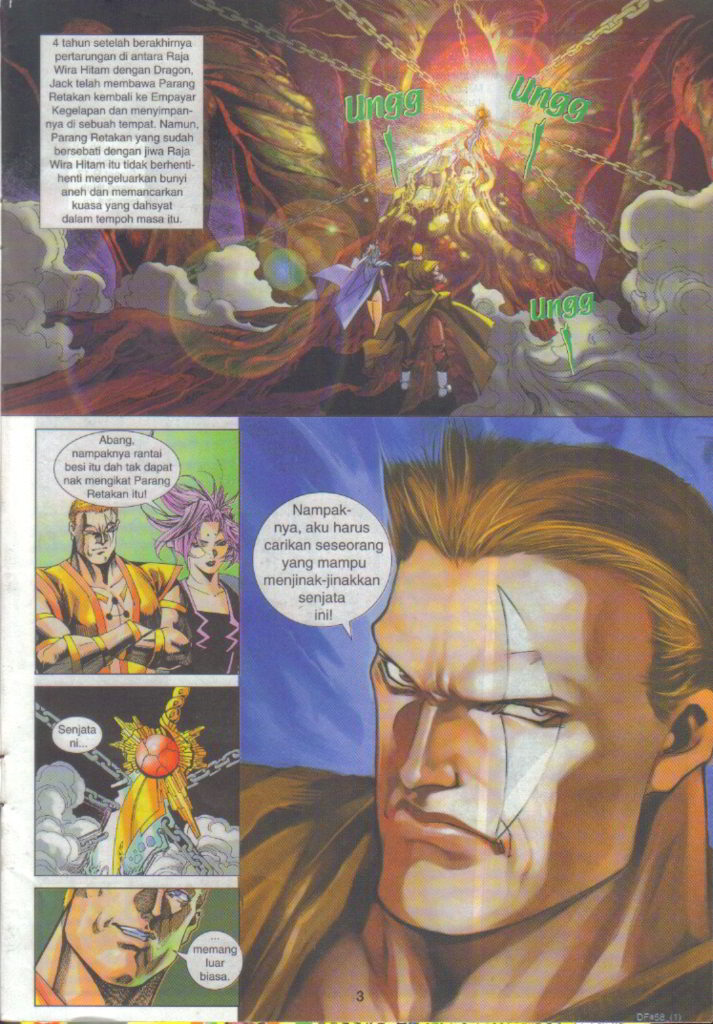 4 tahun setelah berakhirnya
pertarungan di antara Raja
Wira Hitam dengan Dragon,
Jack telah membawa Parang
Retakan kembali ke Empayar
Kegelapan dan menyimpan-
nya di sebuah tempat. Namun,
Parang Retakan yang sudah
bersebati dengan jiwa Raja
Wira Hitam itu tidak berhenti-
henti mengeluarkan bunyi
aneh dan memancarkan
kuasa yang dahsyat
dalam tempoh masa itu.
Ungg
Ungg
Ungg
Abang,
nampaknya rantai
besi itu dah tak dapat
nak mengikat Parang
Retakan itu!
Nampak-
nya, aku harus
carikan seseorang
yang mampu
menjinak-jinakkan
senjata
ini!
Senjata
ni...
...
memang
luar
biasa.
3
DF#68 (1)